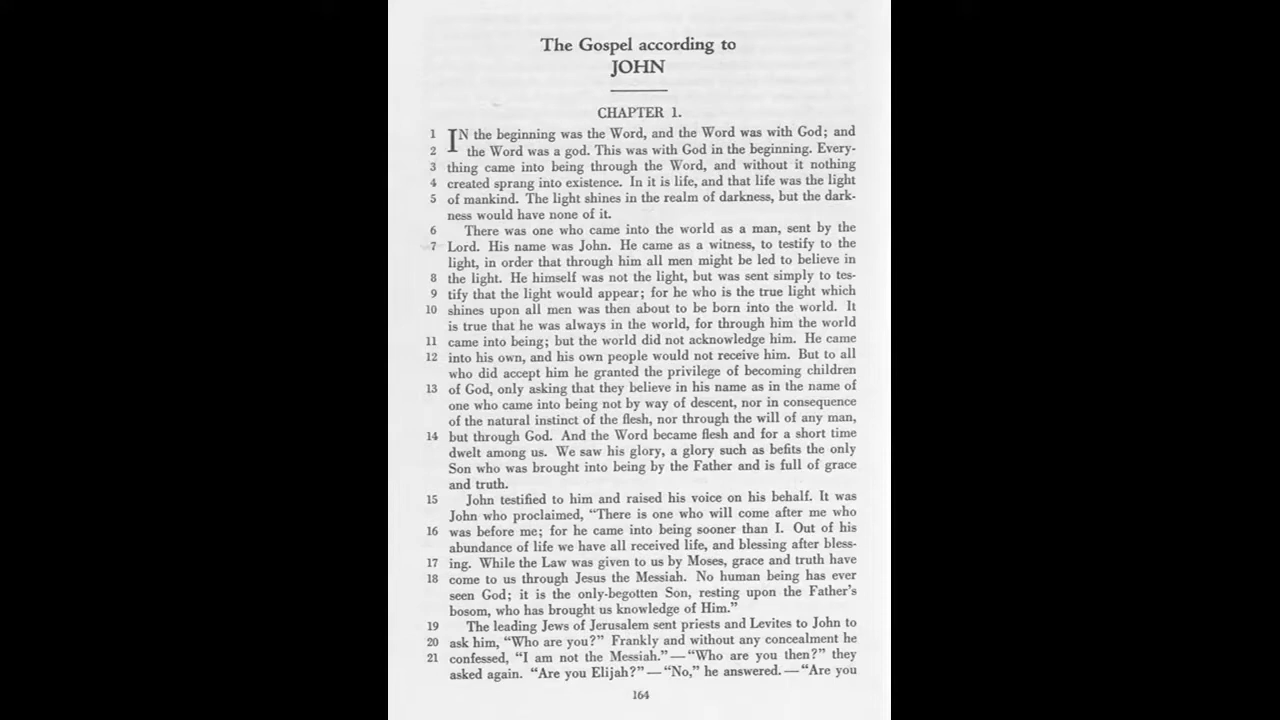 The Gospel according to
JOHN
CHAPTER 1.
1 IN the beginning was the Word, and the Word was with God; and
2 the Word was a god. This was with God in the beginning. Every-
3 thing came into being through the Word, and without it nothing
4 created sprang into existence. In it is life, and that life was the light
5 of mankind. The light shines in the realm of darkness, but the dark-
ness would have none of it.
6 There was one who came into the world as a man, sent by the
7 Lord. His name was John. He came as a witness, to testify to the
light, in order that through him all men might be led to believe in
8 the light. He himself was not the light, but was sent simply to tes-
9 tify that the light would appear; for he who is the true light which
10 shines upon all men was then about to be born into the world. It
is true that he was always in the world, for through him the world
11 came into being; but the world did not acknowledge him. He came
12 into his own, and his own people would not receive him. But to all
who did accept him he granted the privilege of becoming children
13 of God, only asking that they believe in his name as in the name of
one who came into being not by way of descent, nor in consequence
of the natural instinct of the flesh, nor through the will of any man,
14 but through God. And the Word became flesh and for a short time
dwelt among us. We saw his glory, a glory such as befits the only
Son who was brought into being by the Father and is full of grace
and truth.
15 John testified to him and raised his voice on his behalf. It was
John who proclaimed, “There is one who will come after me who
16 was before me; for he came into being sooner than I. Out of his
abundance of life we have all received life, and blessing after bless-
17 ing. While the Law was given to us by Moses, grace and truth have
18 come to us through Jesus the Messiah. No human being has ever
seen God; it is the only-begotten Son, resting upon the Father’s
bosom, who has brought us knowledge of Him.”
19 The leading Jews of Jerusalem sent priests and Levites to John to
20 ask him, “Who are you?” Frankly and without any concealment he
21 confessed, “I am not the Messiah.”—“Who are you then?” they
asked again. “Are you Elijah?”—“No,” he answered.—“Are you
164